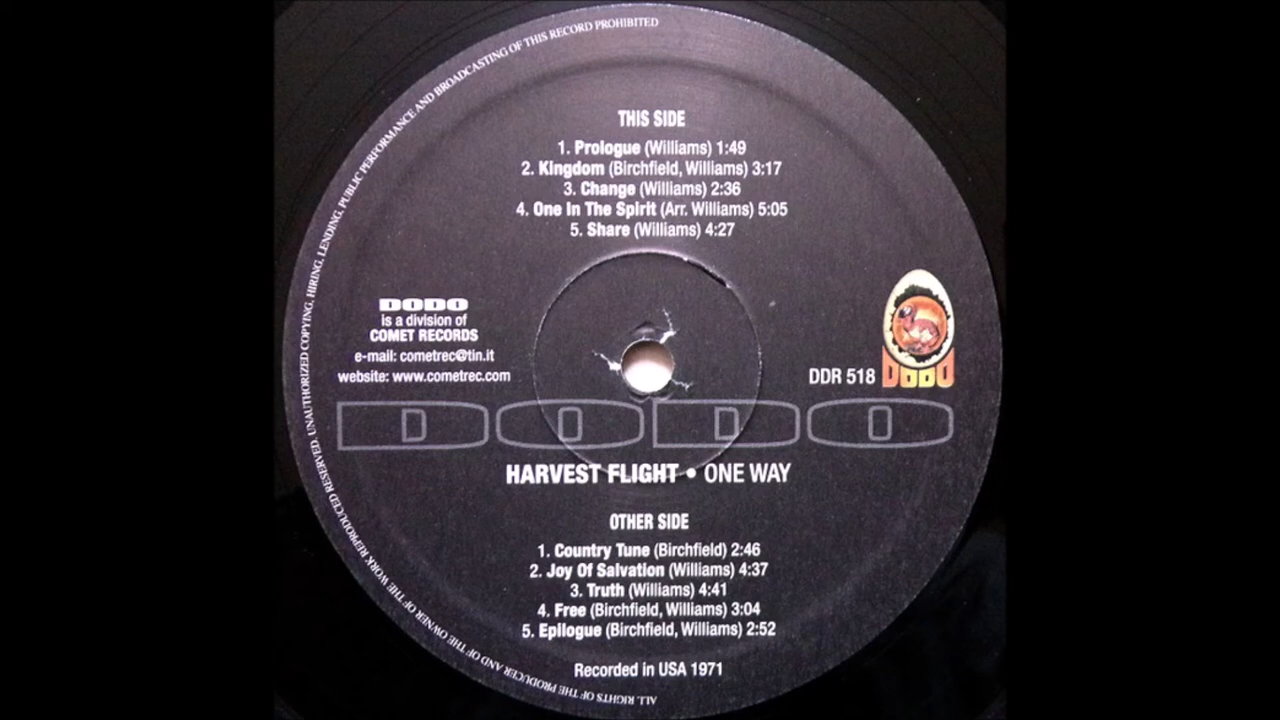 ALL RIGHTS OF THE PRODUCER AND OF THE OWNER OF THE WORK REPRODUCED RESERVED. UNAUTHORIZED COPYING, HIRING, LENDING, PUBLIC PERFORMANCE AND BROADCASTING OF THIS RECORD PROHIBITED
THIS SIDE
1. Prologue (Williams) 1:49
2. Kingdom (Birchfield, Williams) 3:17
3. Change (Williams) 2:36
4. One In The Spirit (Arr. Williams) 5:05
5. Share (Williams) 4:27
DODO
is a division of
COMET RECORDS
e-mail: cometrec@tin.it
website: www.cometrec.com
DDR 518
DODO
DODO
HARVEST FLIGHT • ONE WAY
OTHER SIDE
1. Country Tune (Birchfield) 2:46
2. Joy Of Salvation (Williams) 4:37
3. Truth (Williams) 4:41
4. Free (Birchfield, Williams) 3:04
5. Epilogue (Birchfield, Williams) 2:52
Recorded in USA 1971